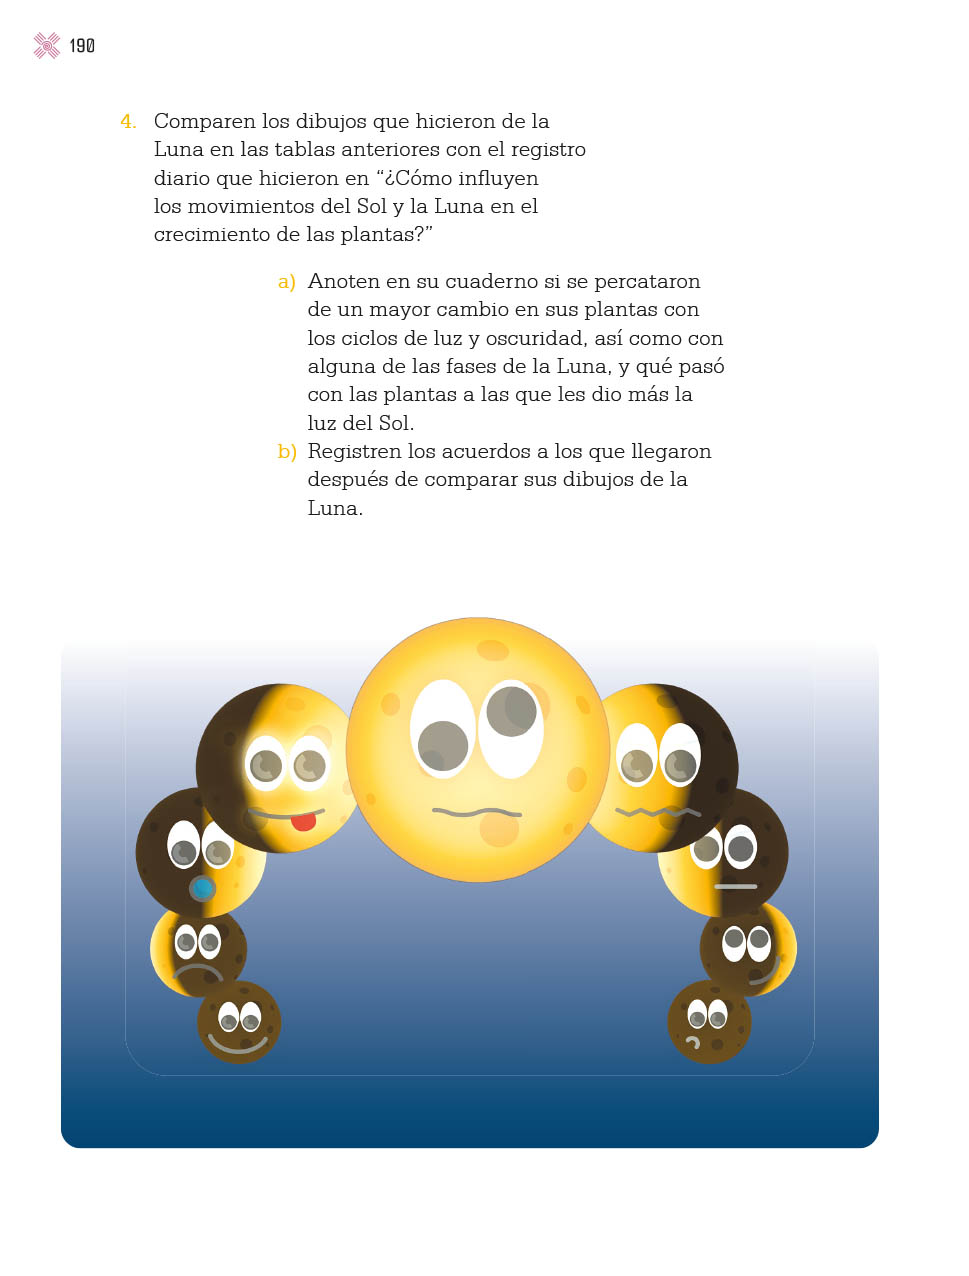 190
4. Comparen los dibujos que hicieron de la
Luna en las tablas anteriores con el registro
diario que hicieron en “¿Cómo influyen
los movimientos del Sol y la Luna en el
crecimiento de las plantas?”
a) Anoten en su cuaderno si se percataron
de un mayor cambio en sus plantas con
los ciclos de luz y oscuridad, así como con
alguna de las fases de la Luna, y qué pasó
con las plantas a las que les dio más la
luz del Sol.
b) Registren los acuerdos a los que llegaron
después de comparar sus dibujos de la
Luna.